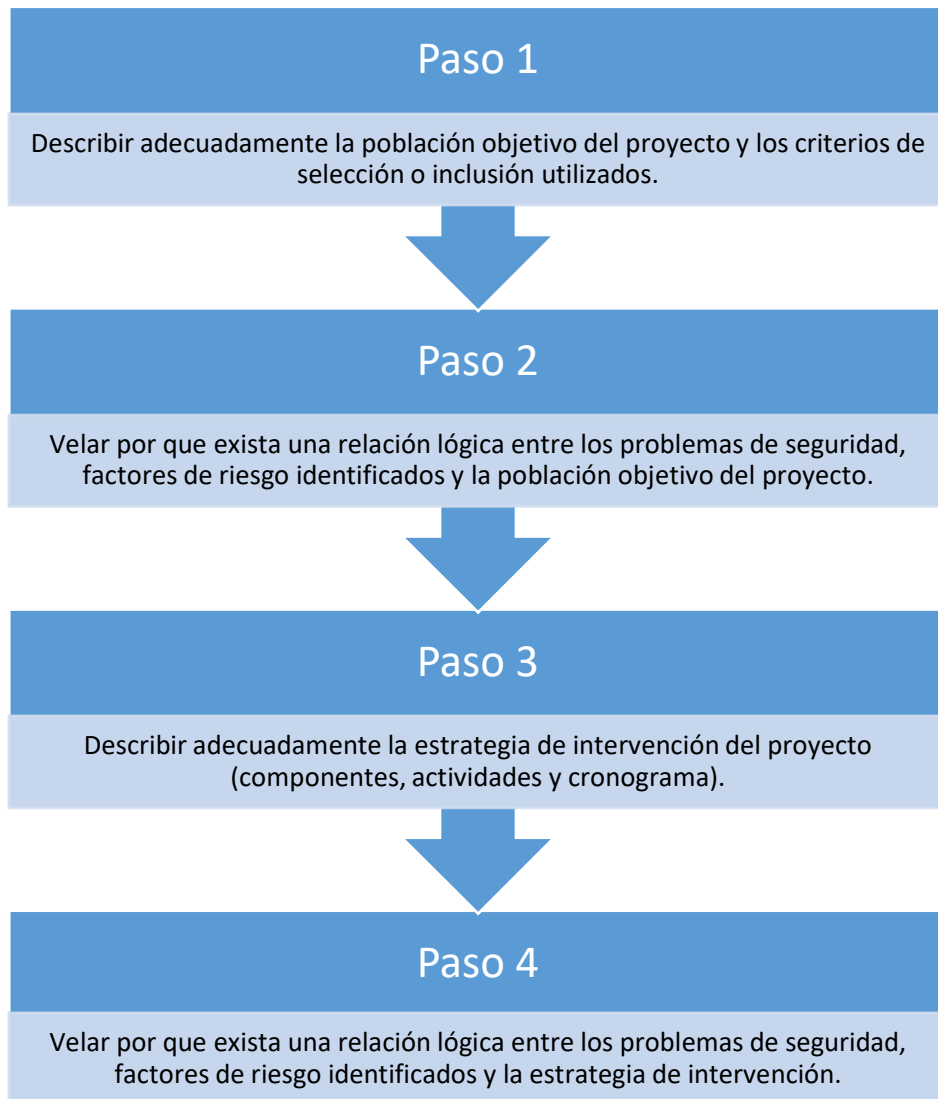 Paso 1
Describir adecuadamente la población objetivo del proyecto y los criterios de
selección o inclusión utilizados.
Paso 2
Velar por que exista una relación lógica entre los problemas de seguridad,
factores de riesgo identificados y la población objetivo del proyecto.
Paso 3
Describir adecuadamente la estrategia de intervención del proyecto
(componentes, actividades y cronograma).
Paso 4
Velar por que exista una relación lógica entre los problemas de seguridad,
factores de riesgo identificados y la estrategia de intervención.